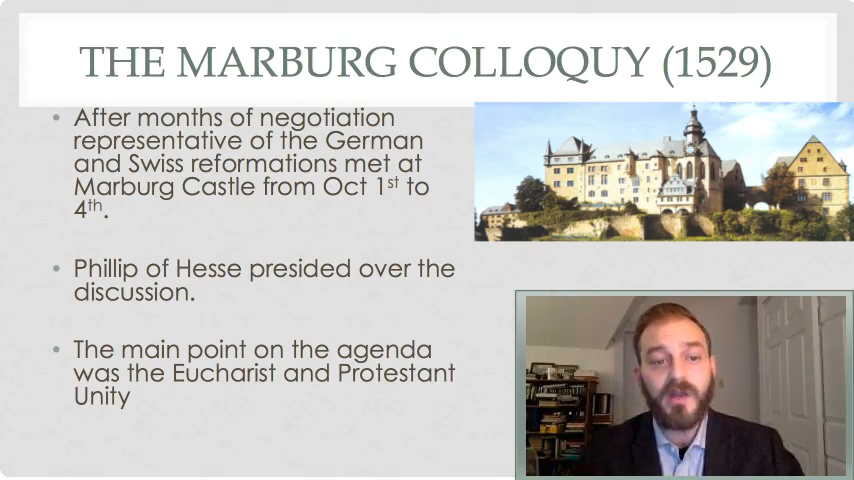 THE MARBURG COLLOQUY (1529)
• After months of negotiation
representative of the German
and Swiss reformations met at
Marburg Castle from Oct 1st to
4th.
• Phillip of Hesse presided over the
discussion.
• The main point on the agenda
was the Eucharist and Protestant
Unity